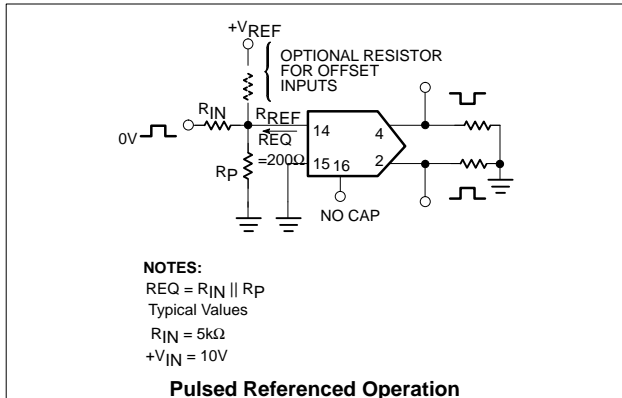 +VREF
OPTIONAL RESISTOR
FOR OFFSET
INPUTS
RIN
RREF
0V
REQ
=200Ω
RP
14
15
16
4
2
NO CAP
NOTES:
REQ = RIN || RP
Typical Values
RIN = 5kΩ
+VIN = 10V
Pulsed Referenced Operation